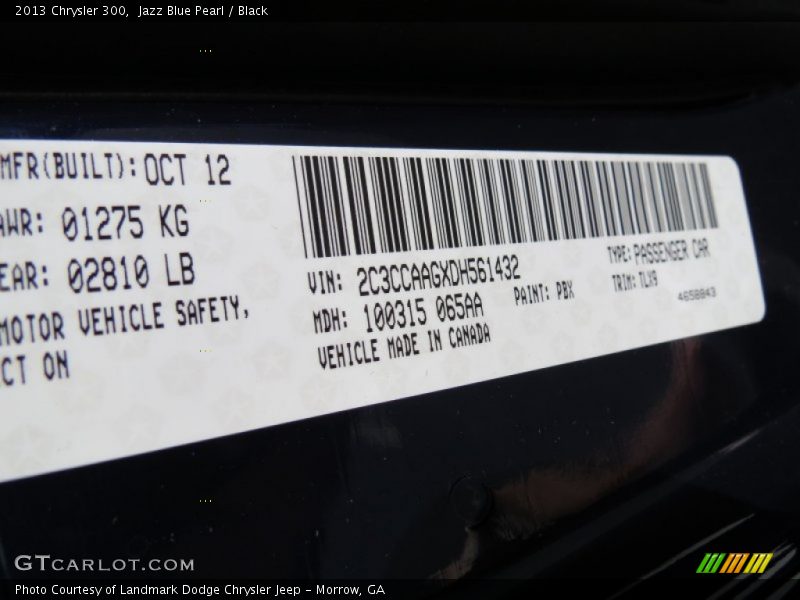 2013 Chrysler 300,  Jazz Blue Pearl / Black
MFR(BUILT): OCT 12
AWR: 01275 KG
EAR: 02810 LB
MOTOR VEHICLE SAFETY,
CT ON
VIN: 2C3CCAAGXDH561432
MDH: 100315 065AA
VEHICLE MADE IN CANADA
PAINT: PBX
TYPE: PASSENGER CAR
TRIM: TLX9
4658843
GTCARLOT.COM
Photo Courtesy of Landmark Dodge Chrysler Jeep - Morrow, GA